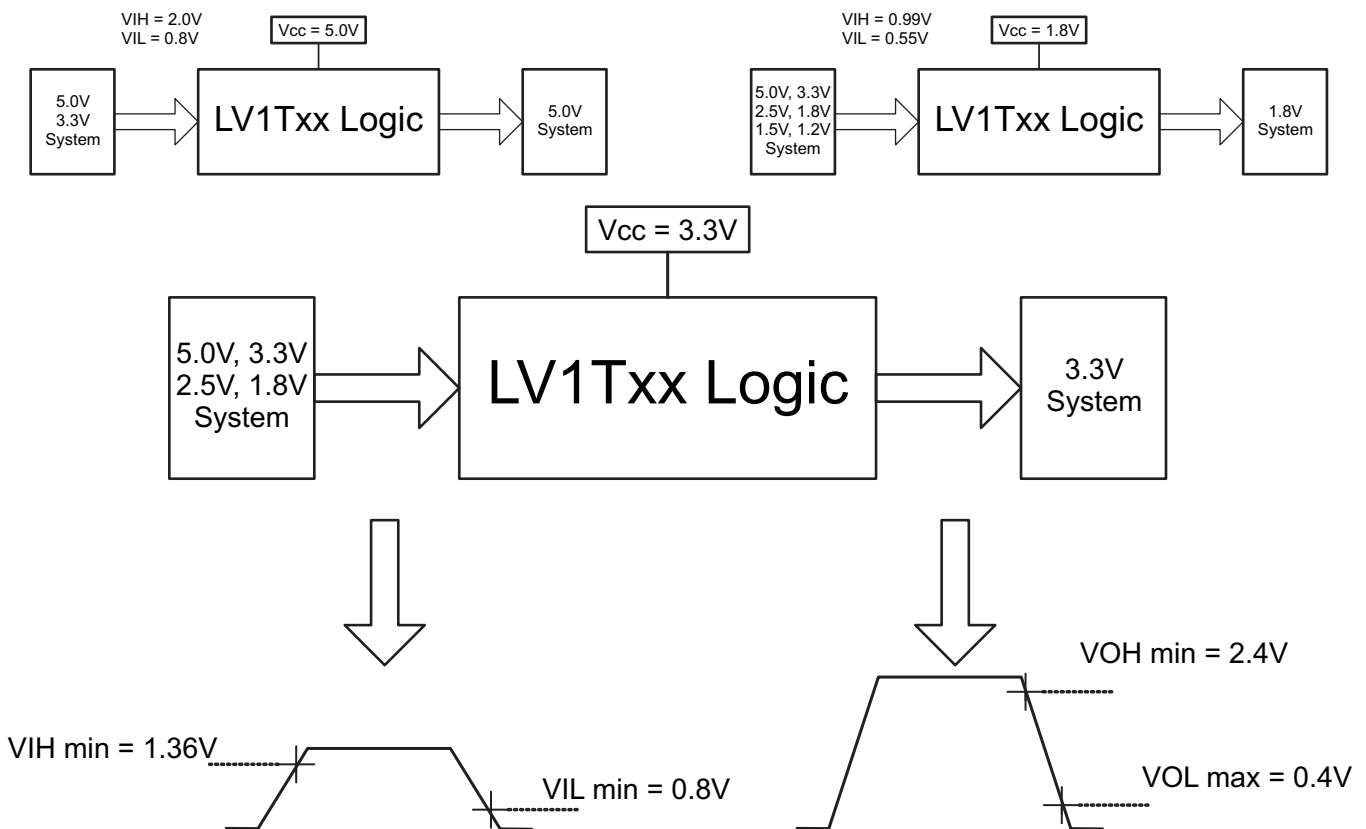 VIH = 2.0V
VIL = 0.8V
Vcc = 5.0V
5.0V
3.3V
System
LV1Txx Logic
5.0V
System
VIH = 0.99V
VIL = 0.55V
Vcc = 1.8V
5.0V, 3.3V
2.5V, 1.8V
1.5V, 1.2V
System
LV1Txx Logic
1.8V
System
Vcc = 3.3V
5.0V, 3.3V
2.5V, 1.8V
System
LV1Txx Logic
3.3V
System
VIH min = 1.36V
VIL min = 0.8V
VOH min = 2.4V
VOL max = 0.4V